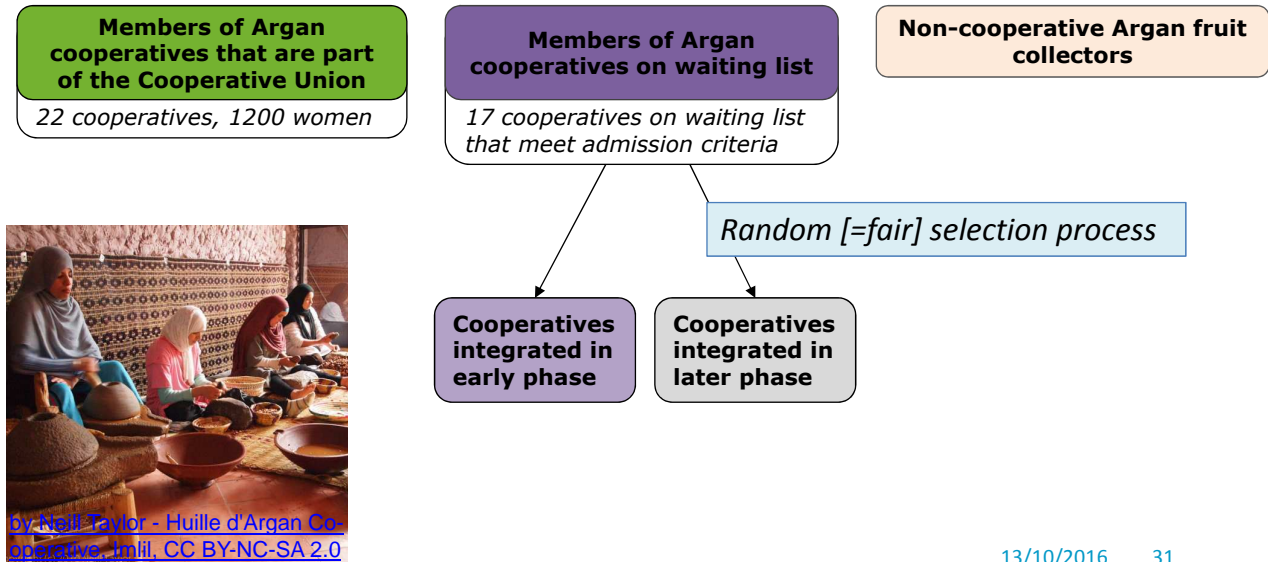 Members of Argan
cooperatives that are part
of the Cooperative Union
22 cooperatives, 1200 women
Members of Argan
cooperatives on waiting list
17 cooperatives on waiting list
that meet admission criteria
Non-cooperative Argan fruit
collectors
Random [=fair] selection process
Cooperatives
integrated in
early phase
Cooperatives
integrated in
later phase
by Neill Taylor - Huille d'Argan Co-
operative, Imlil, CC BY-NC-SA 2.0
13/10/2016 31